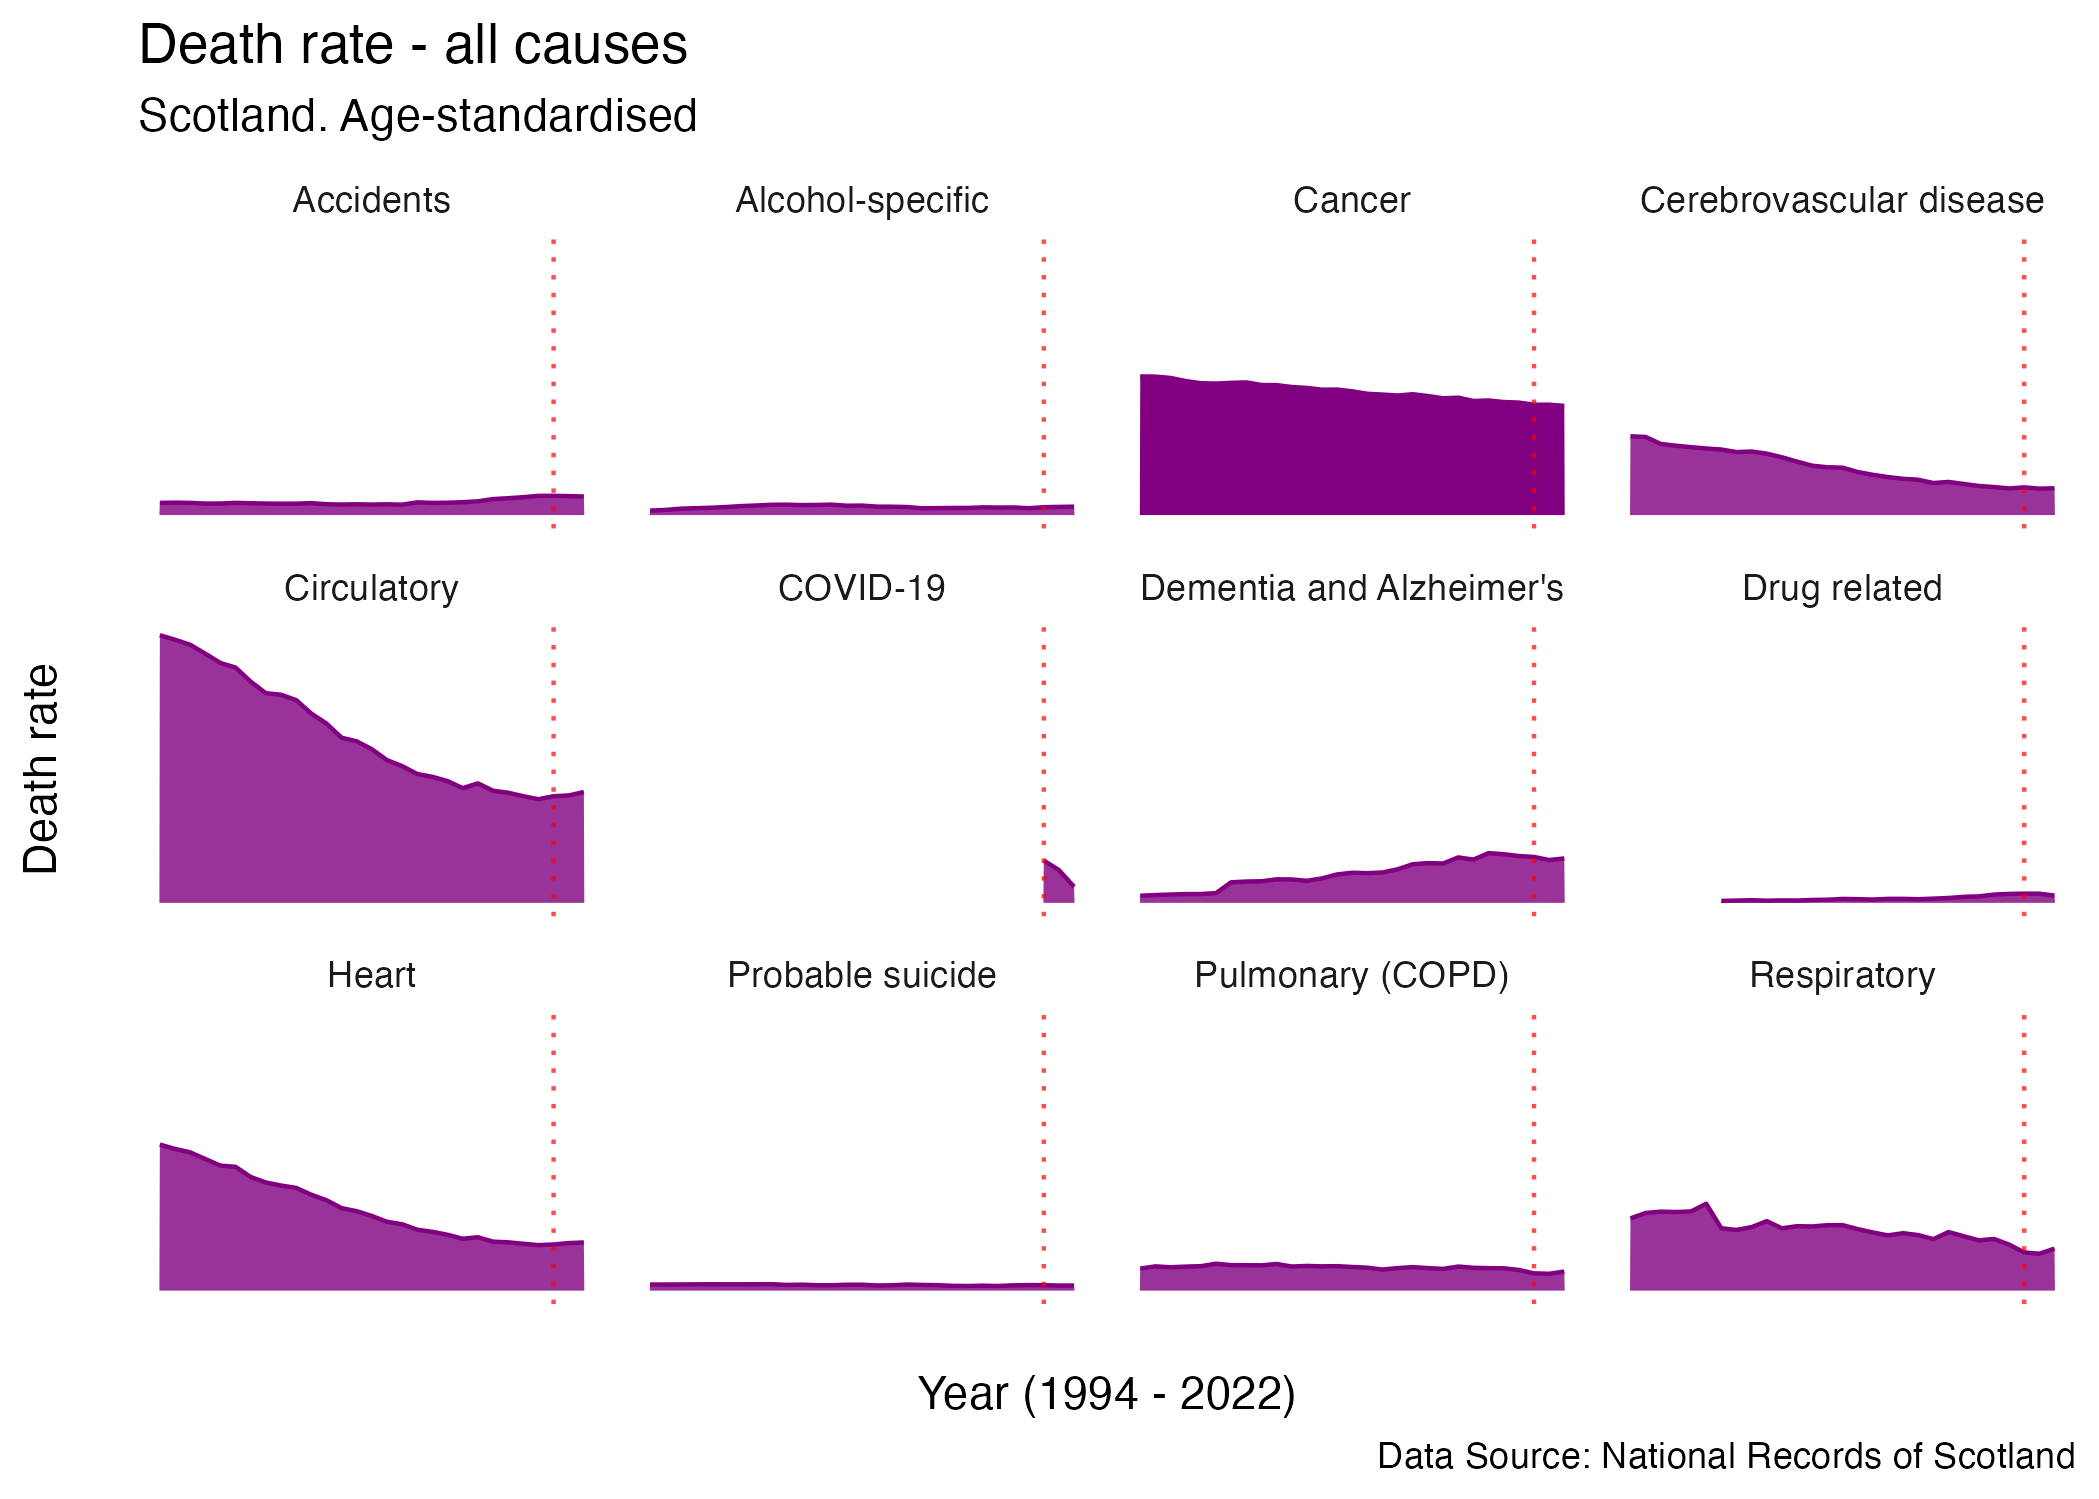 Death rate - all causes
Scotland. Age-standardised
Accidents
Alcohol-specific
Cancer
Cerebrovascular disease
Circulatory
COVID-19
Dementia and Alzheimer's
Drug related
Death rate
Heart
Probable suicide
Pulmonary (COPD)
Respiratory
Year (1994 - 2022)
Data Source: National Records of Scotland